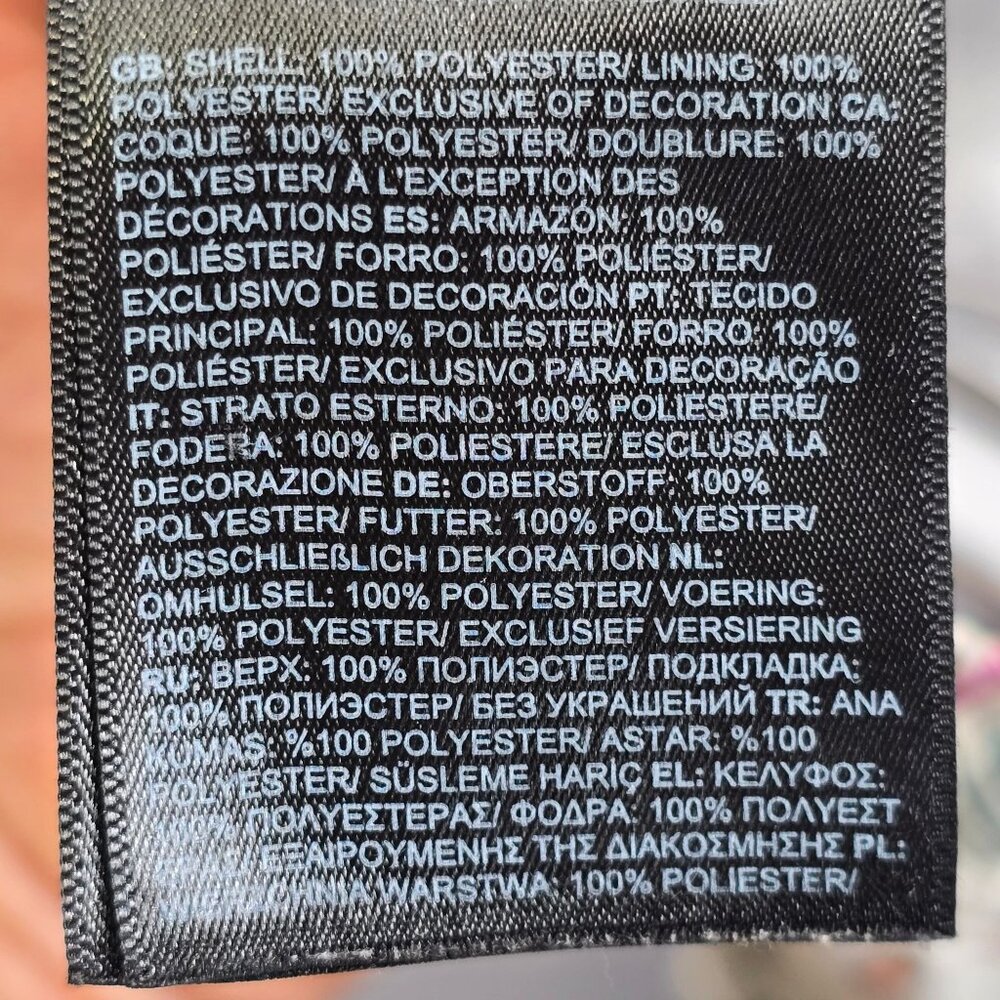 GB: SHELL: 100% POLYESTER/ LINING: 100%
POLYESTER/ EXCLUSIVE OF DECORATION CA:
COQUE: 100% POLYESTER/ DOUBLURE: 100%
POLYESTER/ À L'EXCEPTION DES
DÉCORATIONS ES: ARMAZÓN: 100%
POLIÉSTER/ FORRO: 100% POLIÉSTER/
EXCLUSIVO DE DECORACIÓN PT: TECIDO
PRINCIPAL: 100% POLIÉSTER/ FORRO: 100%
POLIÉSTER/ EXCLUSIVO PARA DECORAÇÃO
IT: STRATO ESTERNO: 100% POLIESTERE/
FODERA: 100% POLIESTERE/ ESCLUSA LA
DECORAZIONE DE: OBERSTOFF: 100%
POLYESTER/ FUTTER: 100% POLYESTER/
AUSSCHLIEßLICH DEKORATION NL:
OMHULSEL: 100% POLYESTER/ VOERING:
100% POLYESTER/ EXCLUSIEF VERSIERING
RU: ВЕРХ: 100% ПОЛИЭСТЕР/ ПОДКЛАДКА:
100% ПОЛИЭСТЕР/ БЕЗ УКРАШЕНИЙ TR: ANA
KUMAS: %100 POLYESTER/ ASTAR: %100
POLYESTER/ SÜSLEME HARİÇ EL: ΚΕΛΥΦΟΣ:
100% ΠΟΛΥΕΣΤΕΡΑΣ/ ΦΟΔΡΑ: 100% ΠΟΛΥΕΣΤ
ΕΞΑΙΡΟΥΜΕΝΗΣ ΤΗΣ ΔΙΑΚΟΣΜΗΣΗΣ PL:
WARSTWA: 100% POLIESTER/